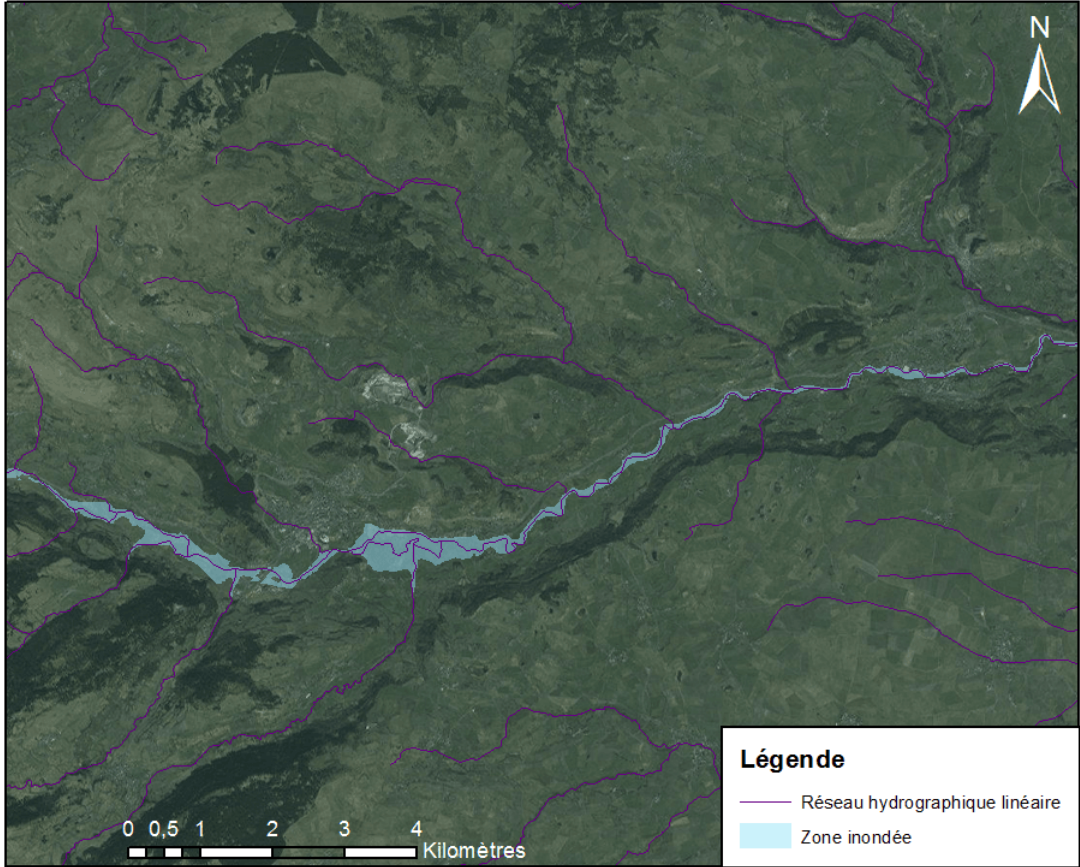 N
Légende
Réseau hydrographique linéaire
Zone inondée
0 0,5 1 2 3 4
Kilomètres